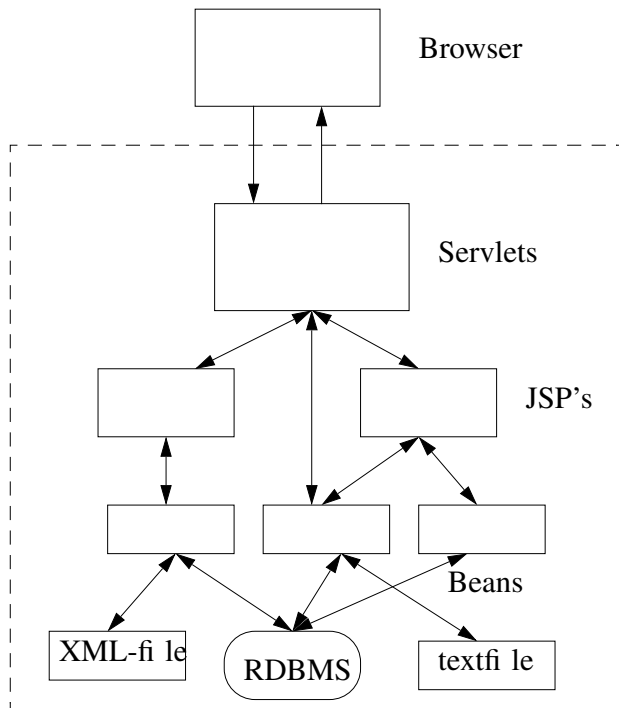 Browser
Servlets
JSP's
Beans
XML-fi le
RDBMS
textfi le